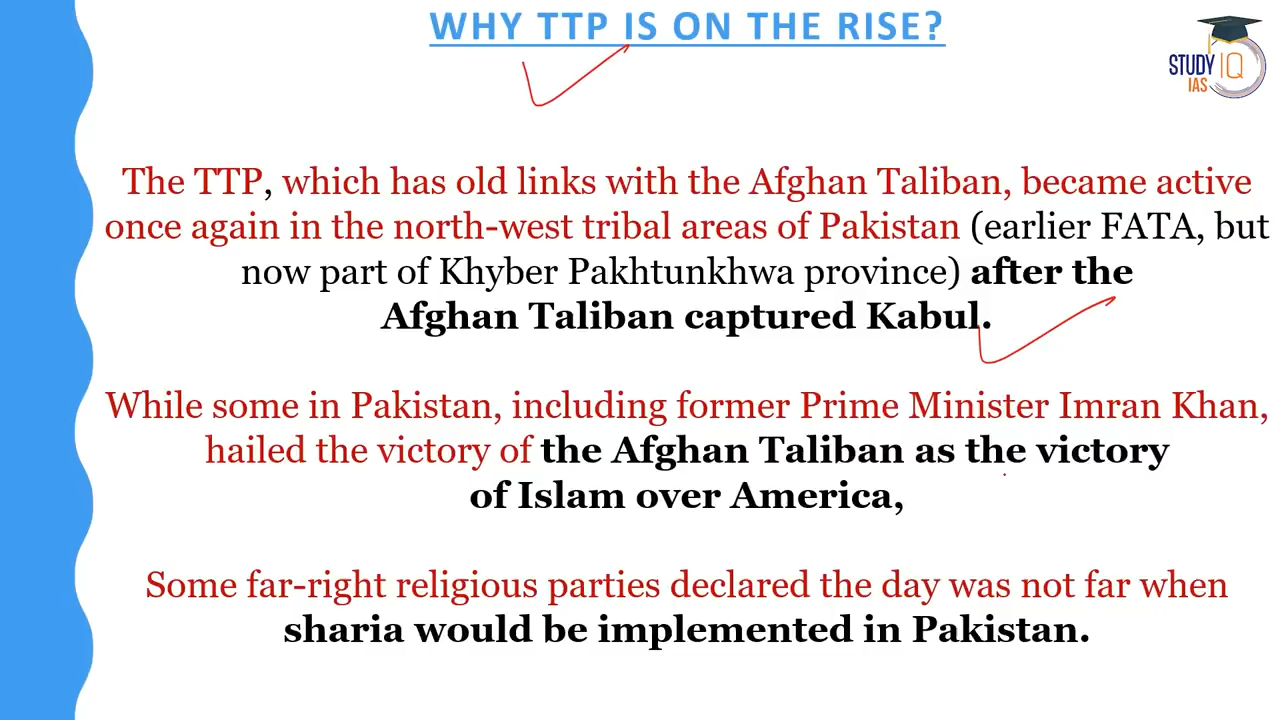 WHY TTP IS ON THE RISE?
STUDY IQ
IAS
The TTP, which has old links with the Afghan Taliban, became active
once again in the north-west tribal areas of Pakistan (earlier FATA, but
now part of Khyber Pakhtunkhwa province) after the
Afghan Taliban captured Kabul.
While some in Pakistan, including former Prime Minister Imran Khan,
hailed the victory of the Afghan Taliban as the victory
of Islam over America,
Some far-right religious parties declared the day was not far when
sharia would be implemented in Pakistan.